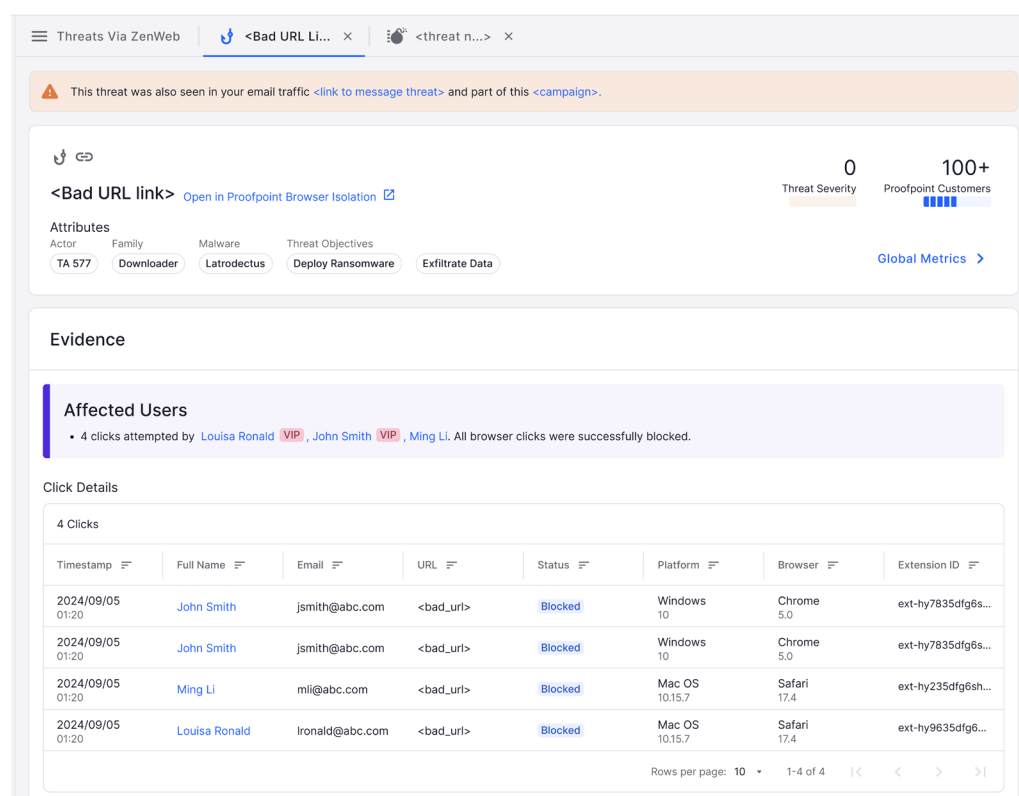 Threats Via ZenWeb <Bad URL Li... <threat n...>
This threat was also seen in your email traffic <link to message threat> and part of this <campaign>.
<Bad URL link> Open in Proofpoint Browser Isolation
0 100+
Threat Severity Proofpoint Customers
Attributes
Actor Family Malware Threat Objectives
TA 577 Downloader Latrodectus Deploy Ransomware Exfiltrate Data
Global Metrics
Evidence
Affected Users
• 4 clicks attempted by Louisa Ronald VIP , John Smith VIP , Ming Li. All browser clicks were successfully blocked.
Click Details
4 Clicks
Timestamp Full Name Email URL Status Platform Browser Extension ID
2024/09/05 John Smith jsmith@abc.com <bad_url> Blocked Windows Chrome ext-hy7835dfg6s...
01:20 10 5.0
2024/09/05 John Smith jsmith@abc.com <bad_url> Blocked Windows Chrome ext-hy7835dfg6s...
01:20 10 5.0
2024/09/05 Ming Li mli@abc.com <bad_url> Blocked Mac OS Safari ext-hy235dfg6sh...
01:20 10.15.7 17.4
2024/09/05 Louisa Ronald lronald@abc.com <bad_url> Blocked Mac OS Safari ext-hy9635dfg6...
01:20 10.15.7 17.4
Rows per page: 10 1-4 of 4